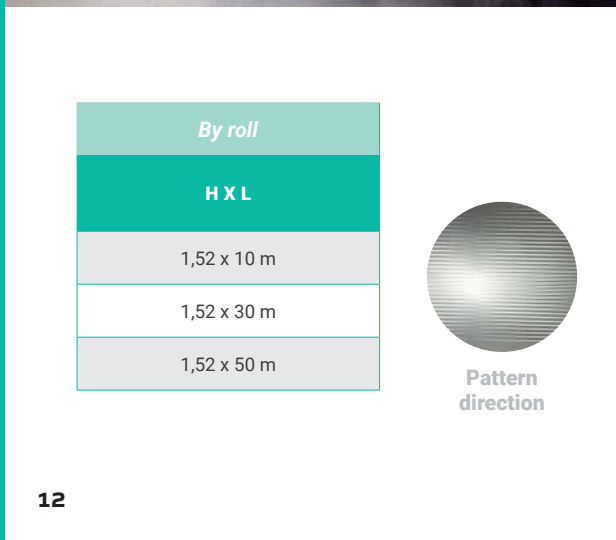 By roll
H X L
1,52 x 10 m
1,52 x 30 m
1,52 x 50 m
Pattern
direction
12